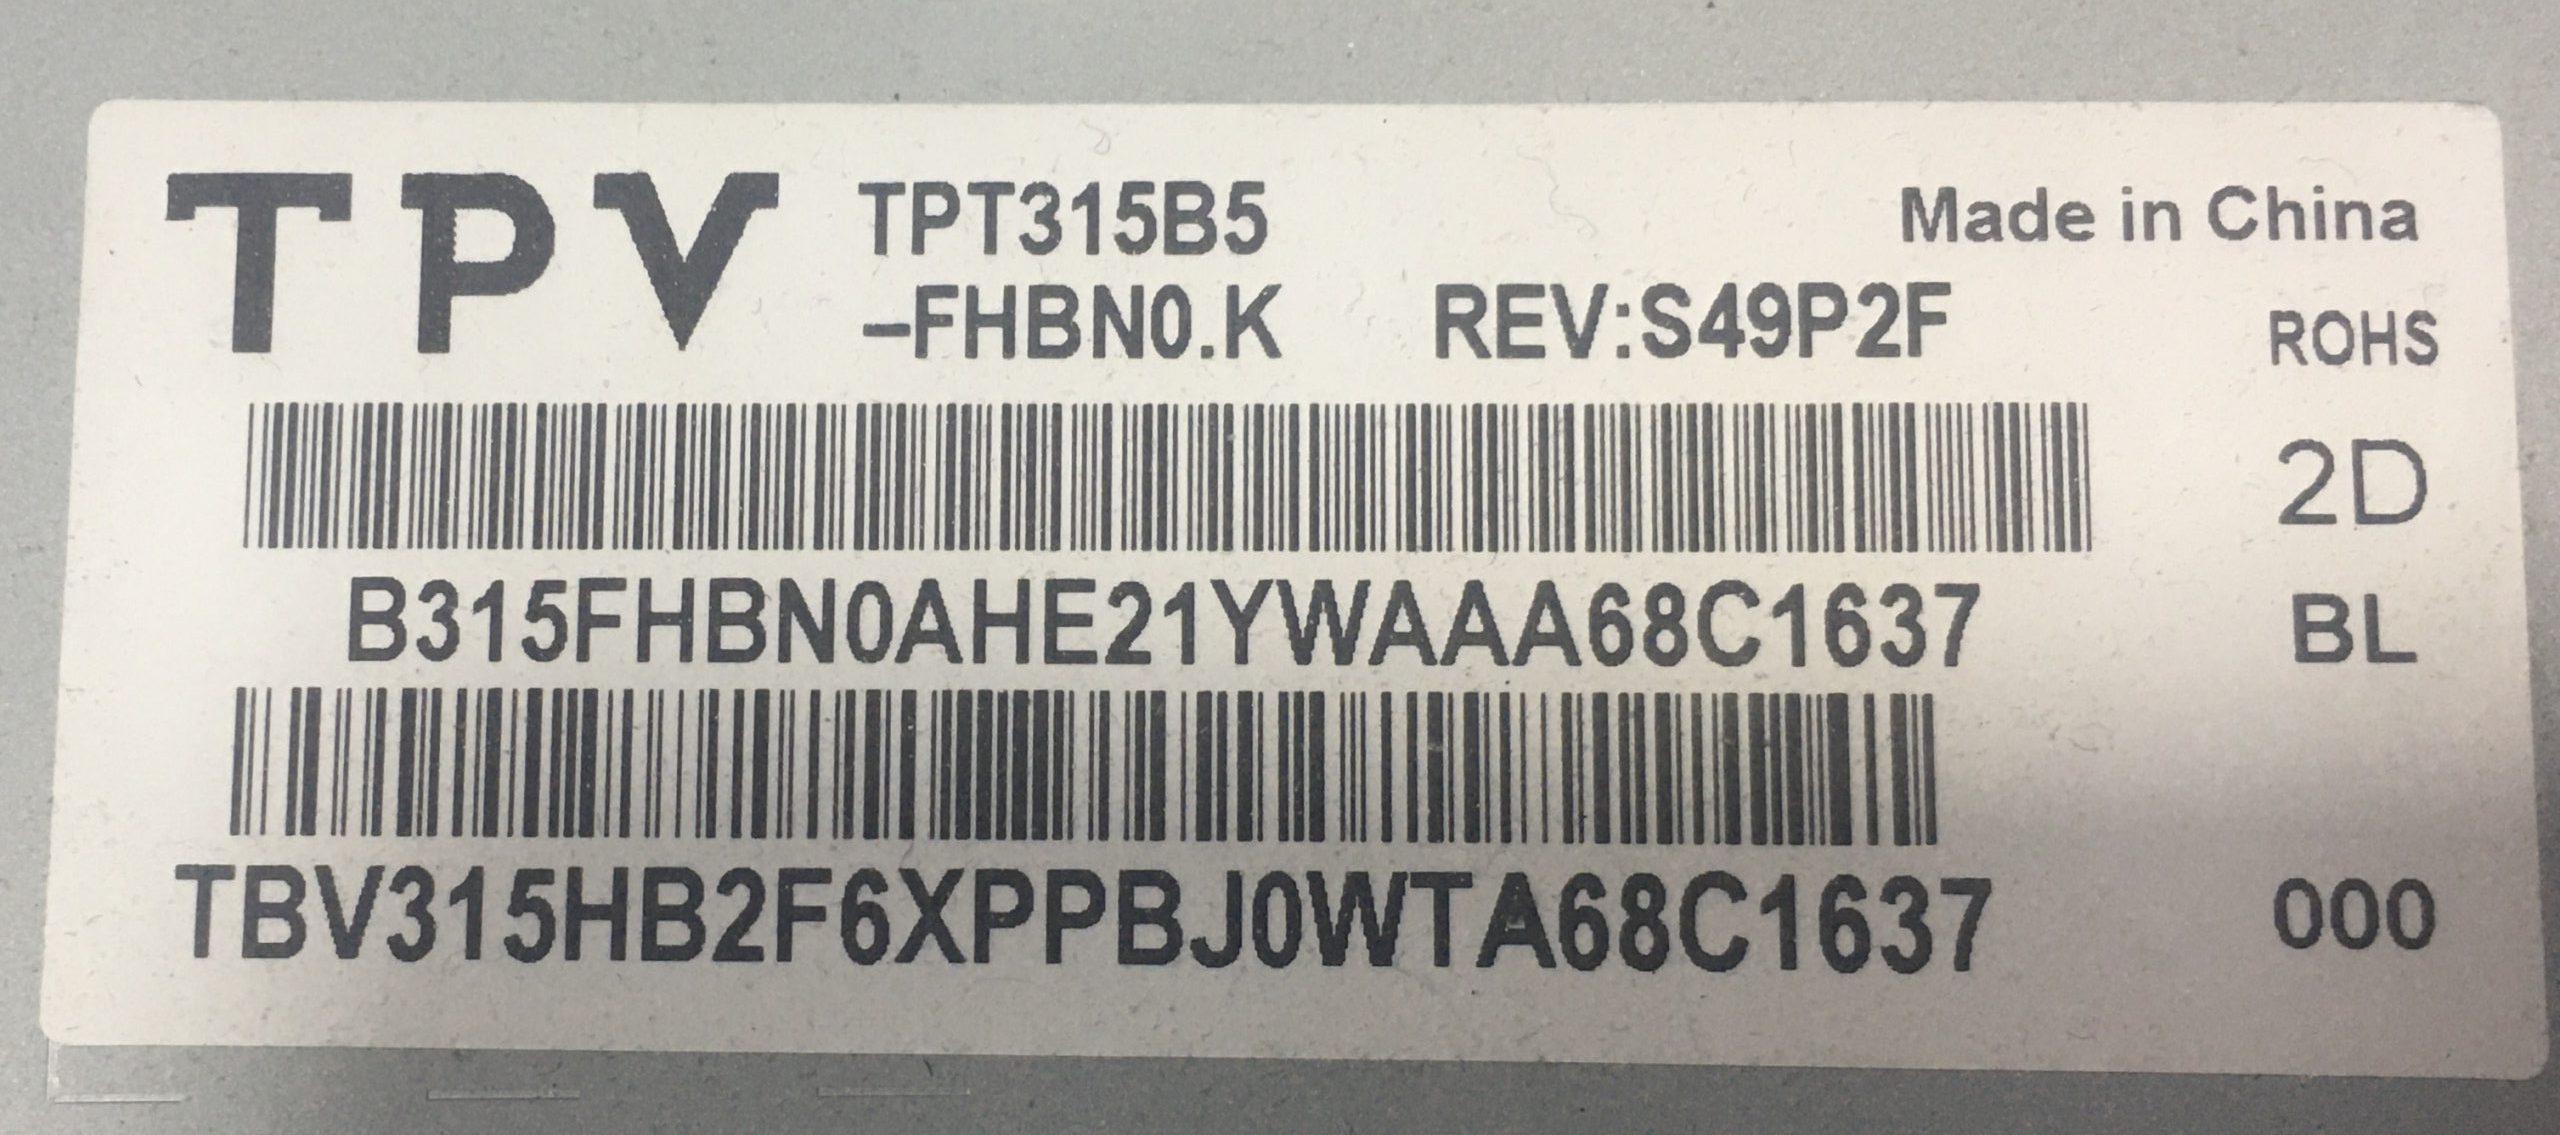 TPV TPT315B5 Made in China
-FHBN0.K REV:S49P2F ROHS
2D
B315FHBN0AHE21YWAAA68C1637 BL
TBV315HB2F6XPPBJ0WTA68C1637 000